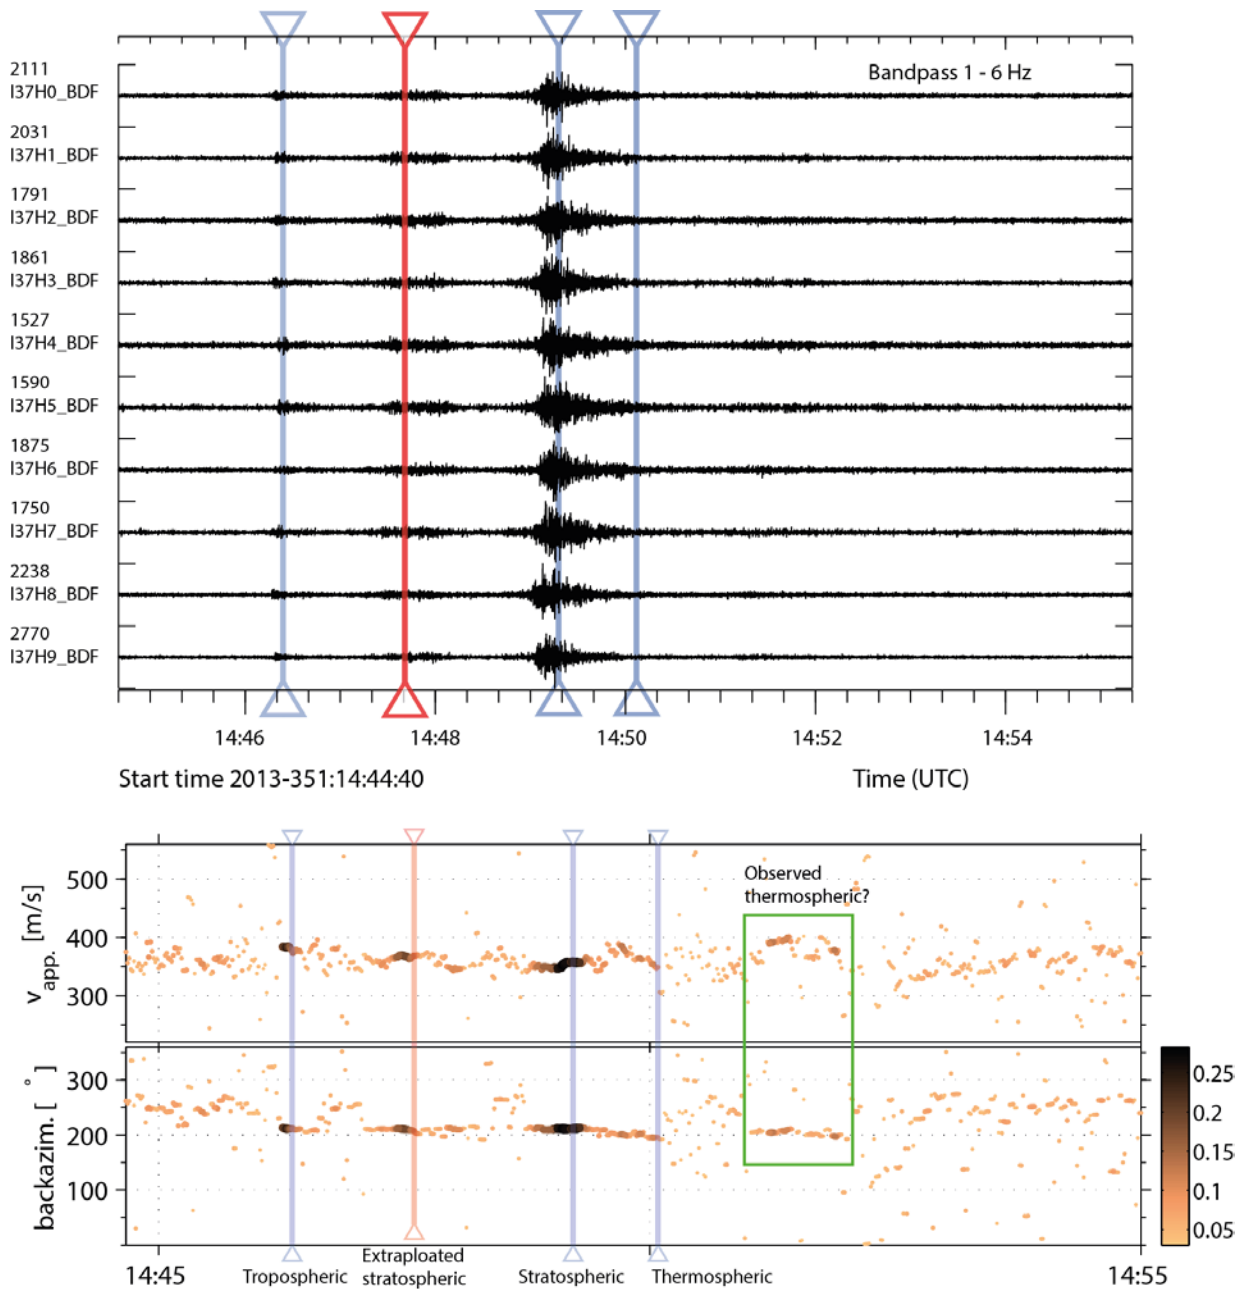 Bandpass 1 - 6 Hz
2111
I37H0_BDF
2031
I37H1_BDF
1791
I37H2_BDF
1861
I37H3_BDF
1527
I37H4_BDF
1590
I37H5_BDF
1875
I37H6_BDF
1750
I37H7_BDF
2238
I37H8_BDF
2770
I37H9_BDF
14:46 14:48 14:50 14:52 14:54
Start time 2013-351:14:44:40 Time (UTC)
v app. [m/s]
500
400
300
Observed
thermospheric?
backazim. [ ° ]
300
200
100
0.25
0.2
0.15
0.1
0.05
14:45 14:55
Tropospheric
Extraploated
stratospheric
Stratospheric
Thermospheric